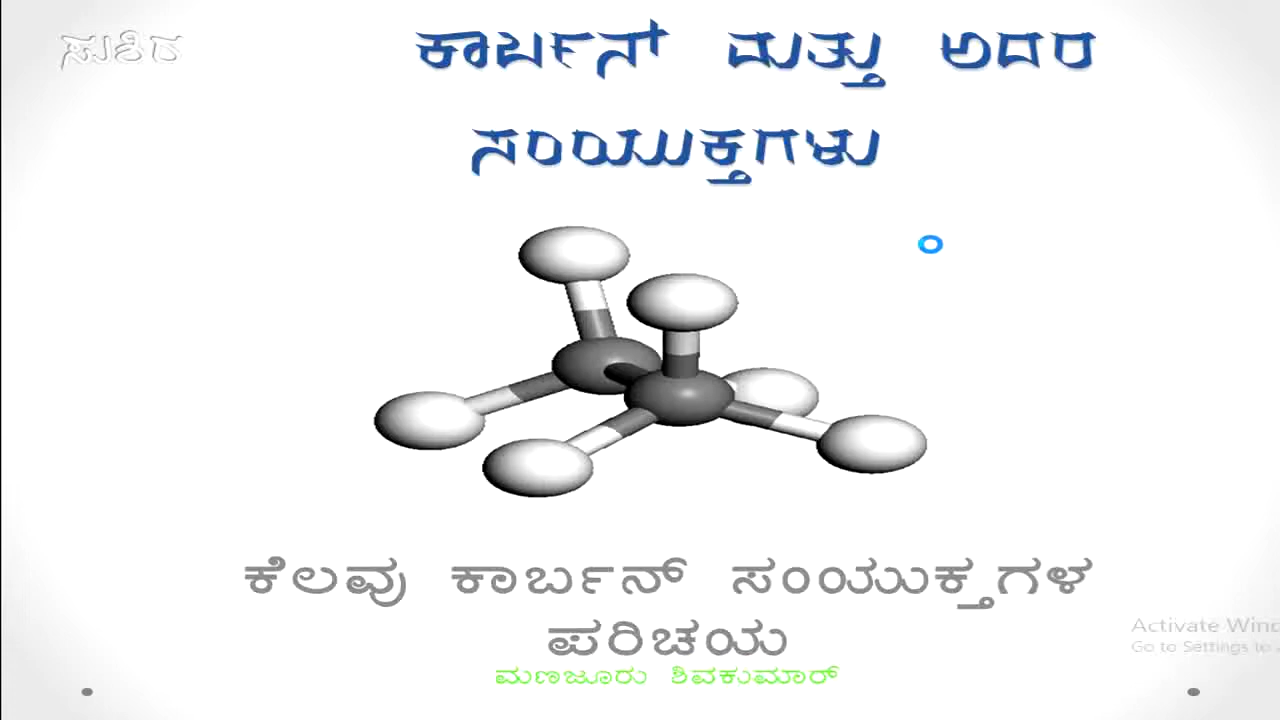 ಸುಶಿರ
ಕಾರ್ಬನ್ ಮತ್ತು ಅದರ
ಸಂಯುಕ್ತಗಳು
ಕೆಲವು ಕಾರ್ಬನ್ ಸಂಯುಕ್ತಗಳ
ಪರಿಚಯ
ಮಣಜೂರು ಶಿವಕುಮಾರ್
Activate Wind
Go to Settings to